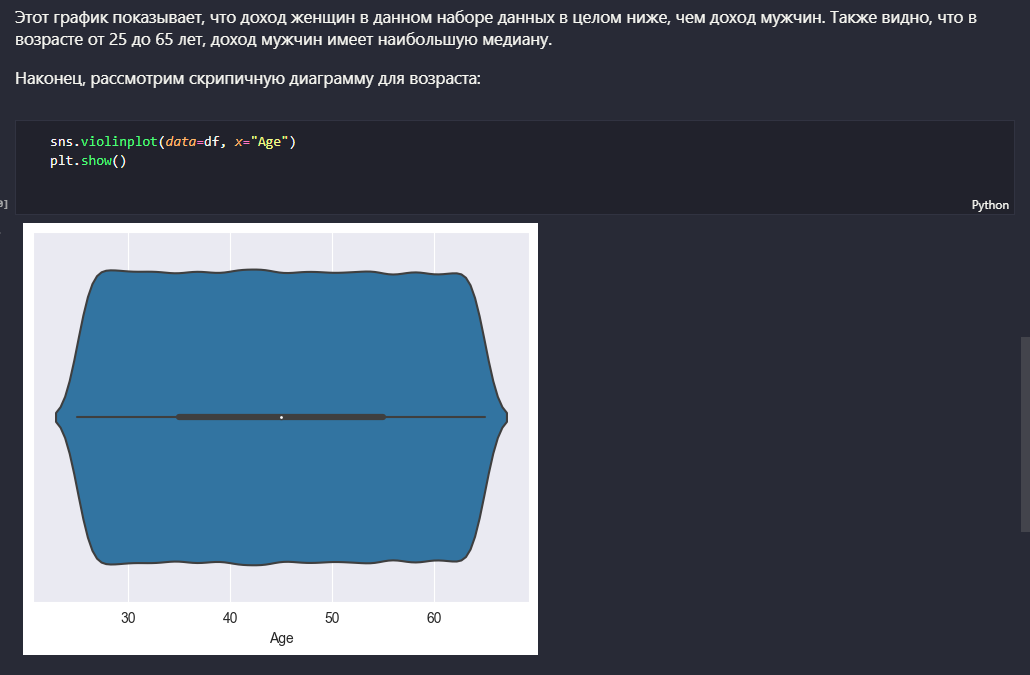 Этот график показывает, что доход женщин в данном наборе данных в целом ниже, чем доход мужчин. Также видно, что в
возрасте от 25 до 65 лет, доход мужчин имеет наибольшую медиану.
Наконец, рассмотрим скрипичную диаграмму для возраста:
sns.violinplot(data=df, x="Age")
plt.show()
Python
30 40 50 60
Age